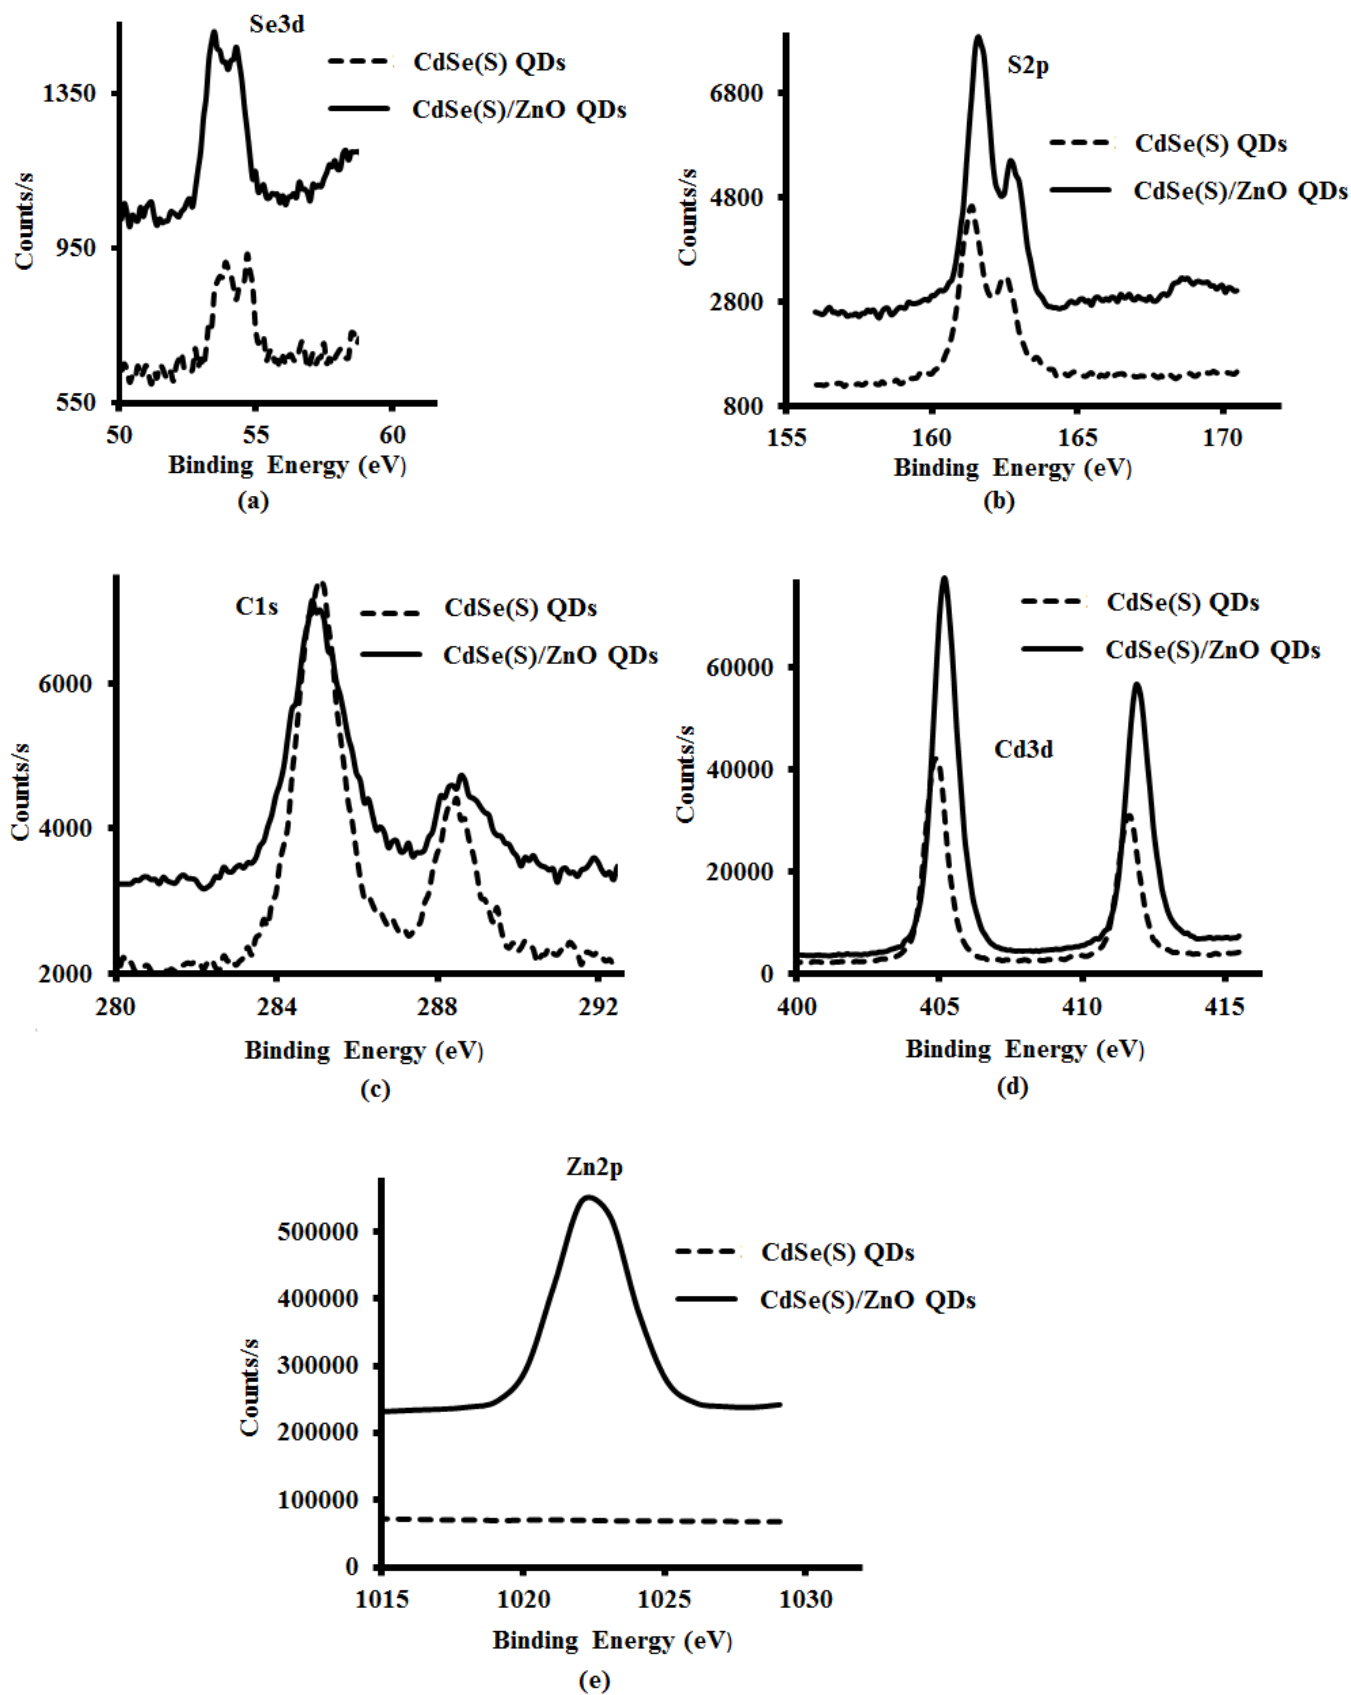 Se3d
CdSe(S) QDs
CdSe(S)/ZnO QDs
1350
950
550
Counts/s
50 55 60
Binding Energy (eV)
(a)
S2p
CdSe(S) QDs
CdSe(S)/ZnO QDs
6800
4800
2800
800
Counts/s
155 160 165 170
Binding Energy (eV)
(b)
C1s
CdSe(S) QDs
CdSe(S)/ZnO QDs
6000
4000
2000
Counts/s
280 284 288 292
Binding Energy (eV)
(c)
CdSe(S) QDs
CdSe(S)/ZnO QDs
Cd3d
60000
40000
20000
0
Counts/s
400 405 410 415
Binding Energy (eV)
(d)
Zn2p
CdSe(S) QDs
CdSe(S)/ZnO QDs
500000
400000
300000
200000
100000
0
Counts/s
1015 1020 1025 1030
Binding Energy (eV)
(e)